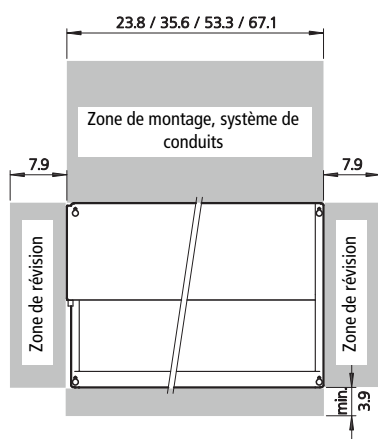 23.8 / 35.6 / 53.3 / 67.1
Zone de montage, système de
conduits
7.9
7.9
Zone de révision
Zone de révision
min.
3.9